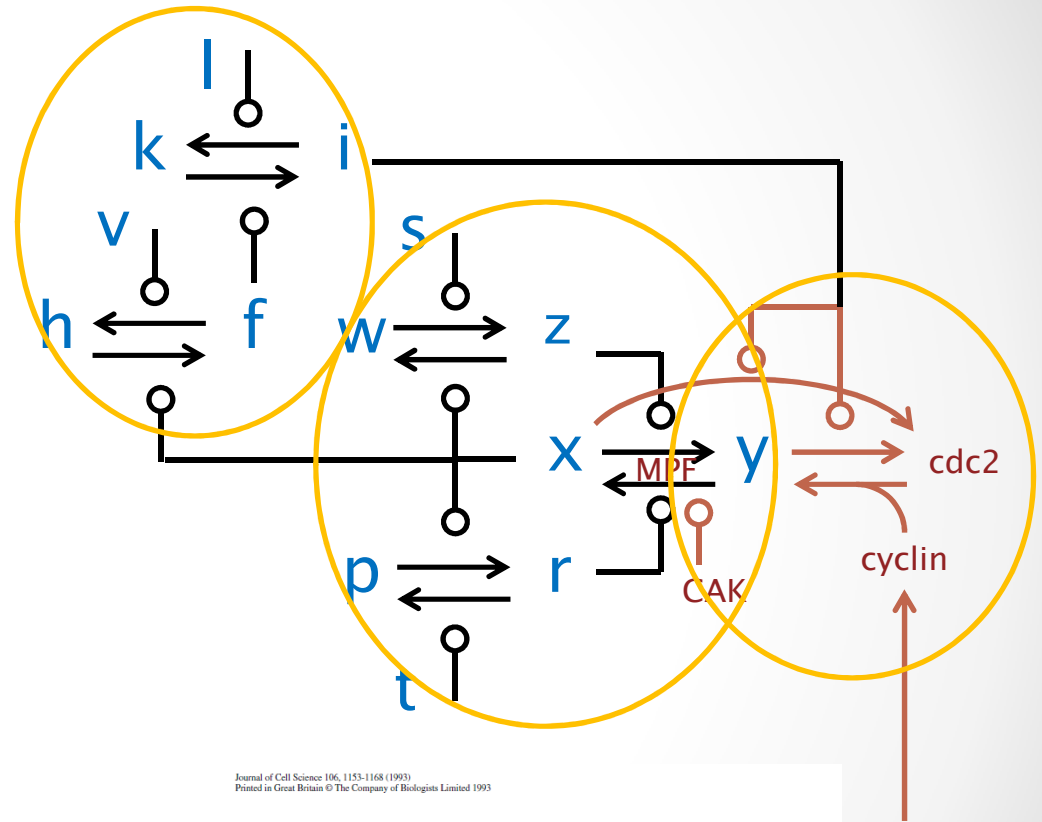 l
k
i
v
s
h
f
w
z
x
MPF
y
cdc2
cyclin
p
r
CAK
t
Journal of Cell Science 106, 1153-1168 (1993)
Printed in Great Britain © The Company of Biologists Limited 1993